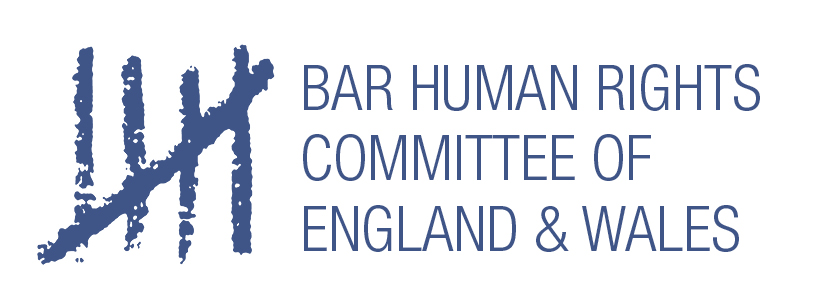 BAR HUMAN RIGHTS
COMMITTEE OF
ENGLAND & WALES